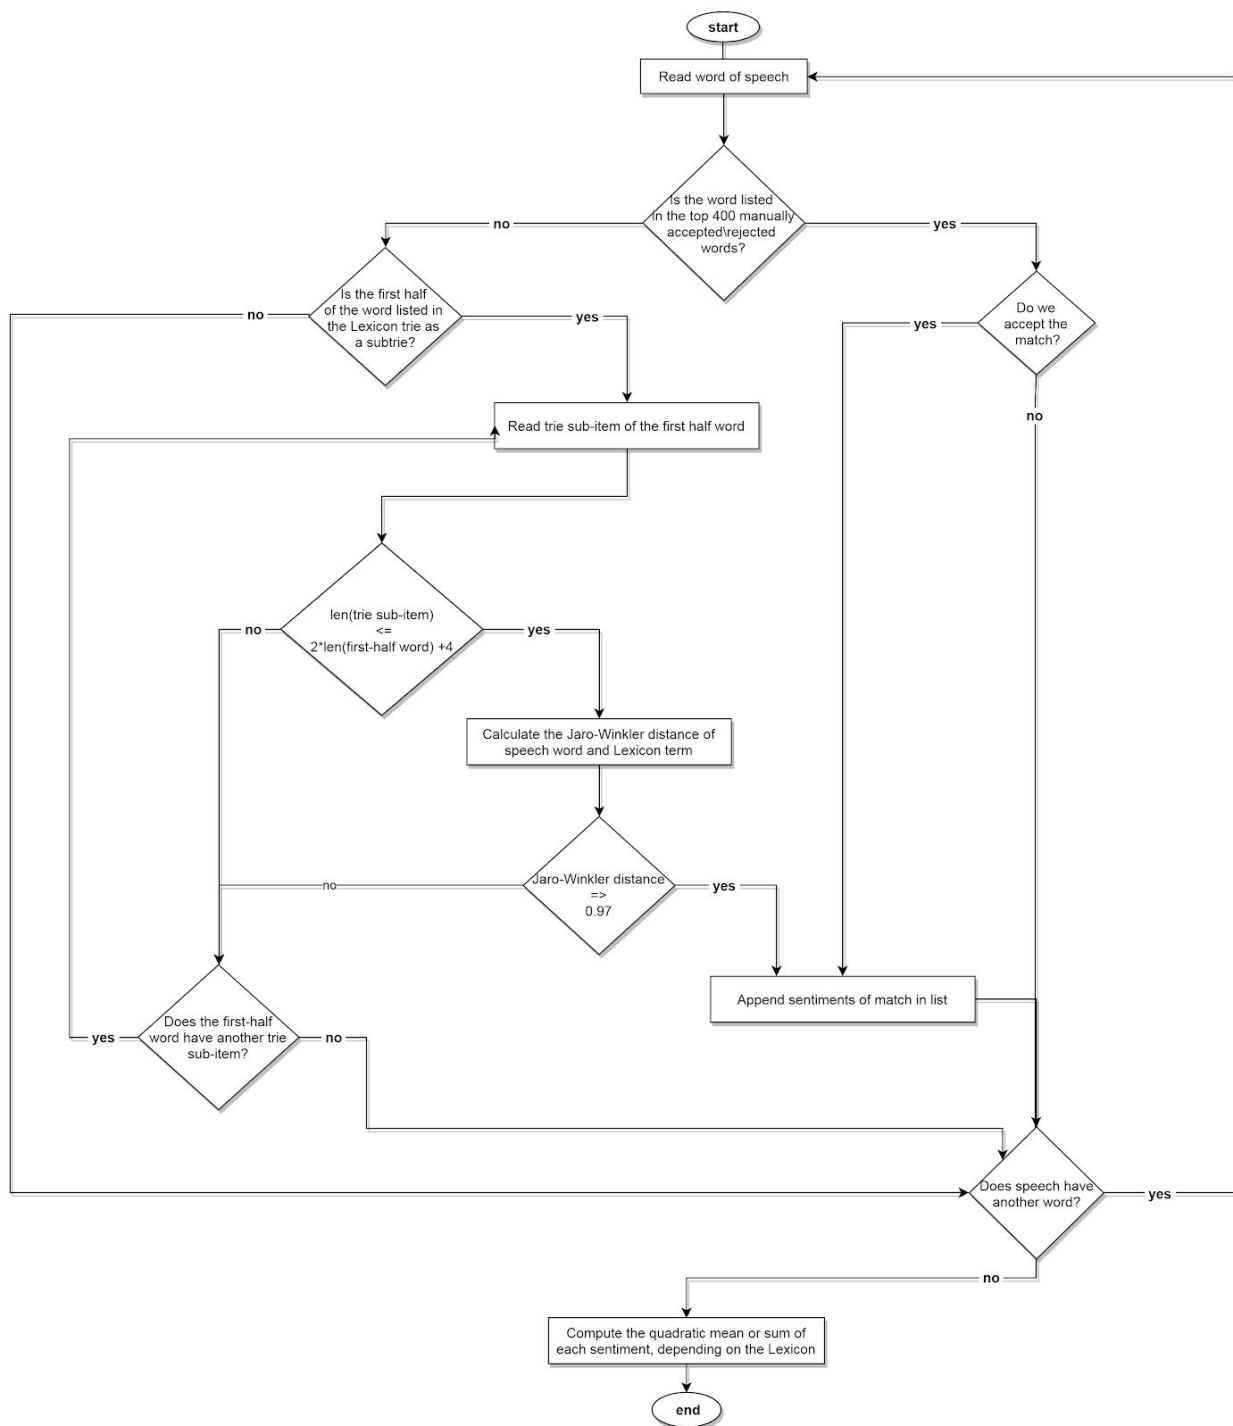 start
Read word of speech
Is the word listed
in the top 400 manually
accepted\rejected
words?
no
yes
Is the first half
of the word listed in
the Lexicon trie as
a subtrie?
no
yes
Do we
accept the
match?
yes
no
Read trie sub-item of the first half word
len(trie sub-item)
<=
2*len(first-half word) +4
no
yes
Calculate the Jaro-Winkler distance of
speech word and Lexicon term
Jaro-Winkler distance
=>
0.97
no
yes
Append sentiments of match in list
Does the first-half
word have another trie
sub-item?
yes
no
Does speech have
another word?
yes
no
Compute the quadratic mean or sum of
each sentiment, depending on the Lexicon
end